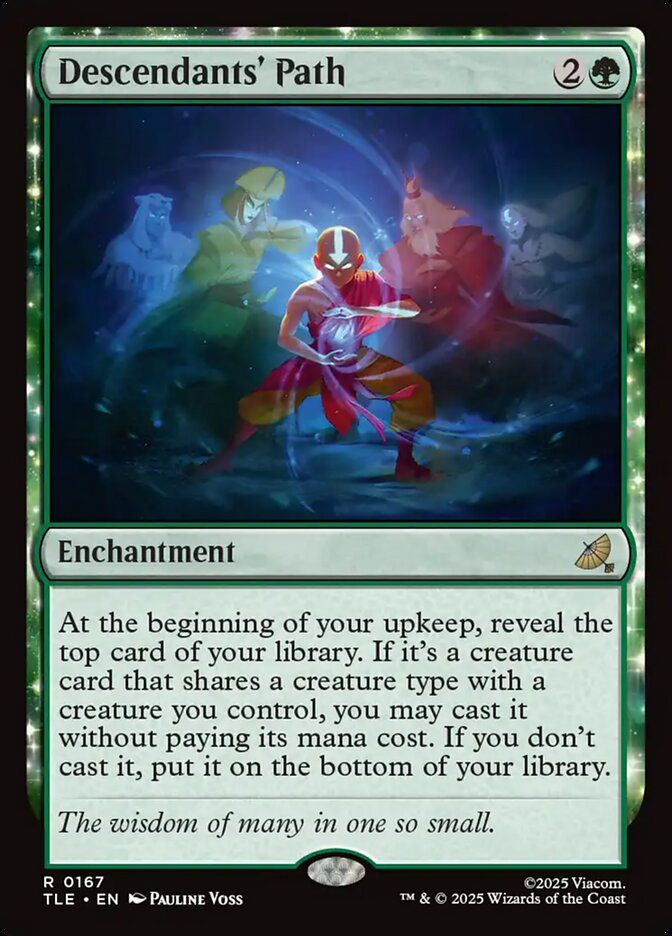 Descendants' Path 2
Enchantment
At the beginning of your upkeep, reveal the
top card of your library. If it's a creature
card that shares a creature type with a
creature you control, you may cast it
without paying its mana cost. If you don't
cast it, put it on the bottom of your library.
The wisdom of many in one so small.
R 0167
TLE • EN Pauline Voss
©2025 Viacom.
™ & © 2025 Wizards of the Coast